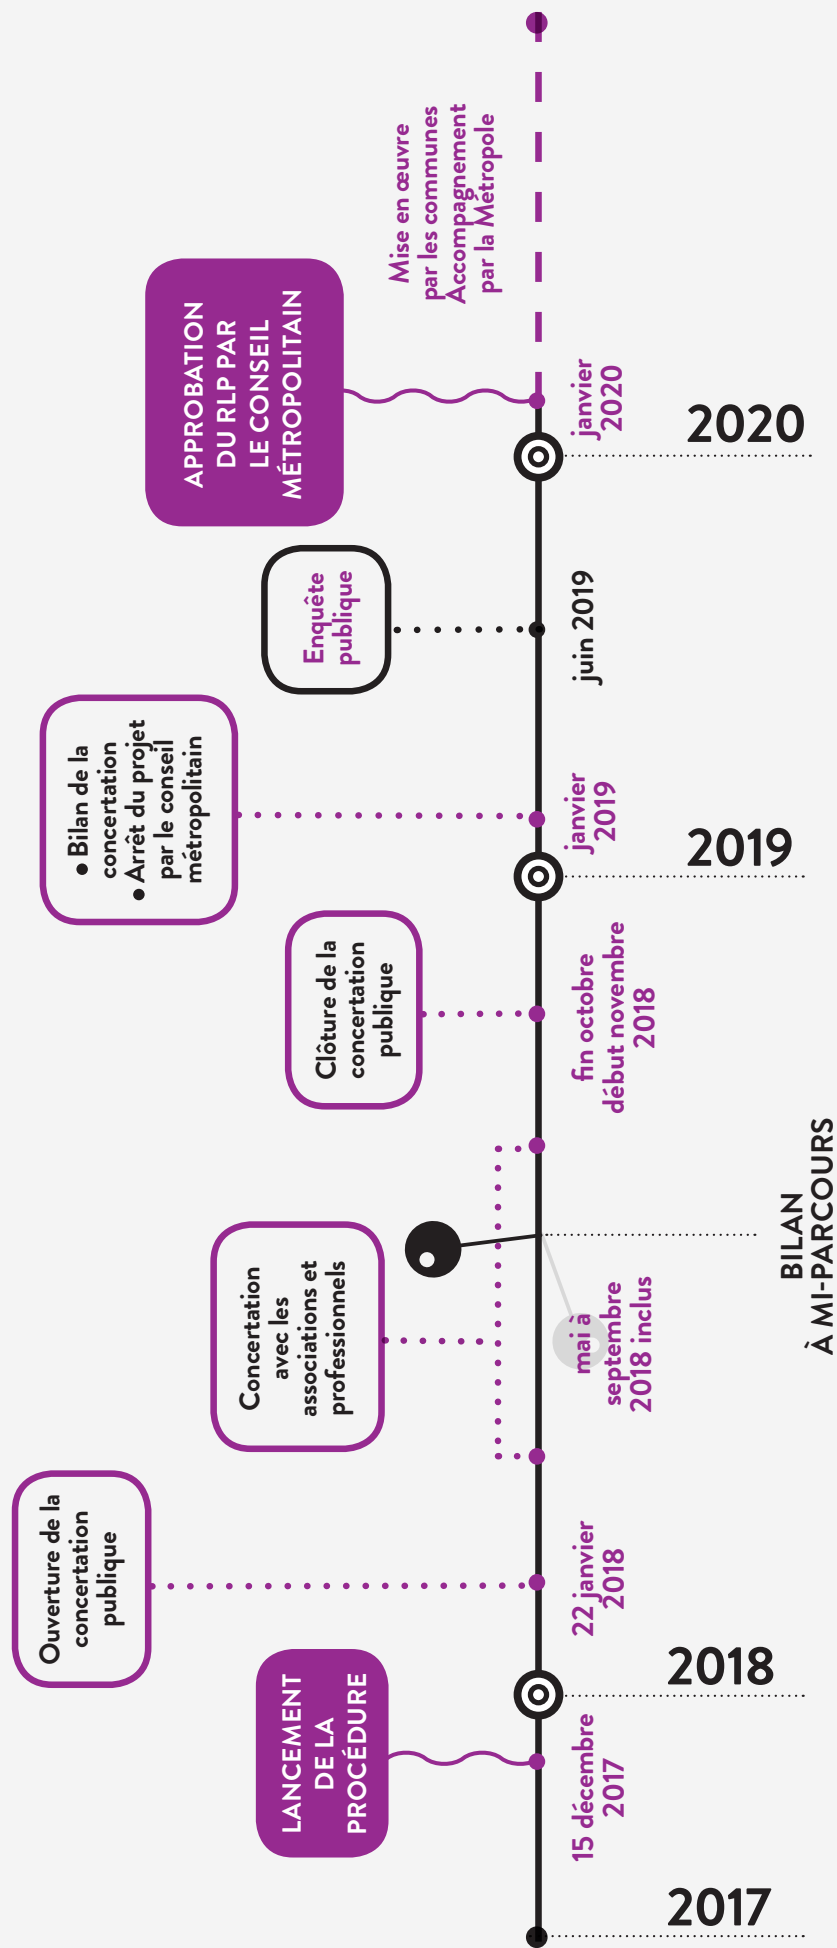 2017
LANCEMENT
DE LA
PROCÉDURE
15 décembre
2017
2018
Ouverture de la
concertation
publique
22 janvier
2018
Concertation
avec les
associations et
professionnels
mai à
septembre
2018 inclus
BILAN
À MI-PARCOURS
Clôture de la
concertation
publique
fin octobre
début novembre
2018
2019
• Bilan de la
concertation
• Arrêt du projet
par le conseil
métropolitain
janvier
2019
Enquête
publique
juin 2019
2020
APPROBATION
DU RLP PAR
LE CONSEIL
MÉTROPOLITAIN
janvier
2020
Mise en œuvre
par les communes
Accompagnement
par la Métropole